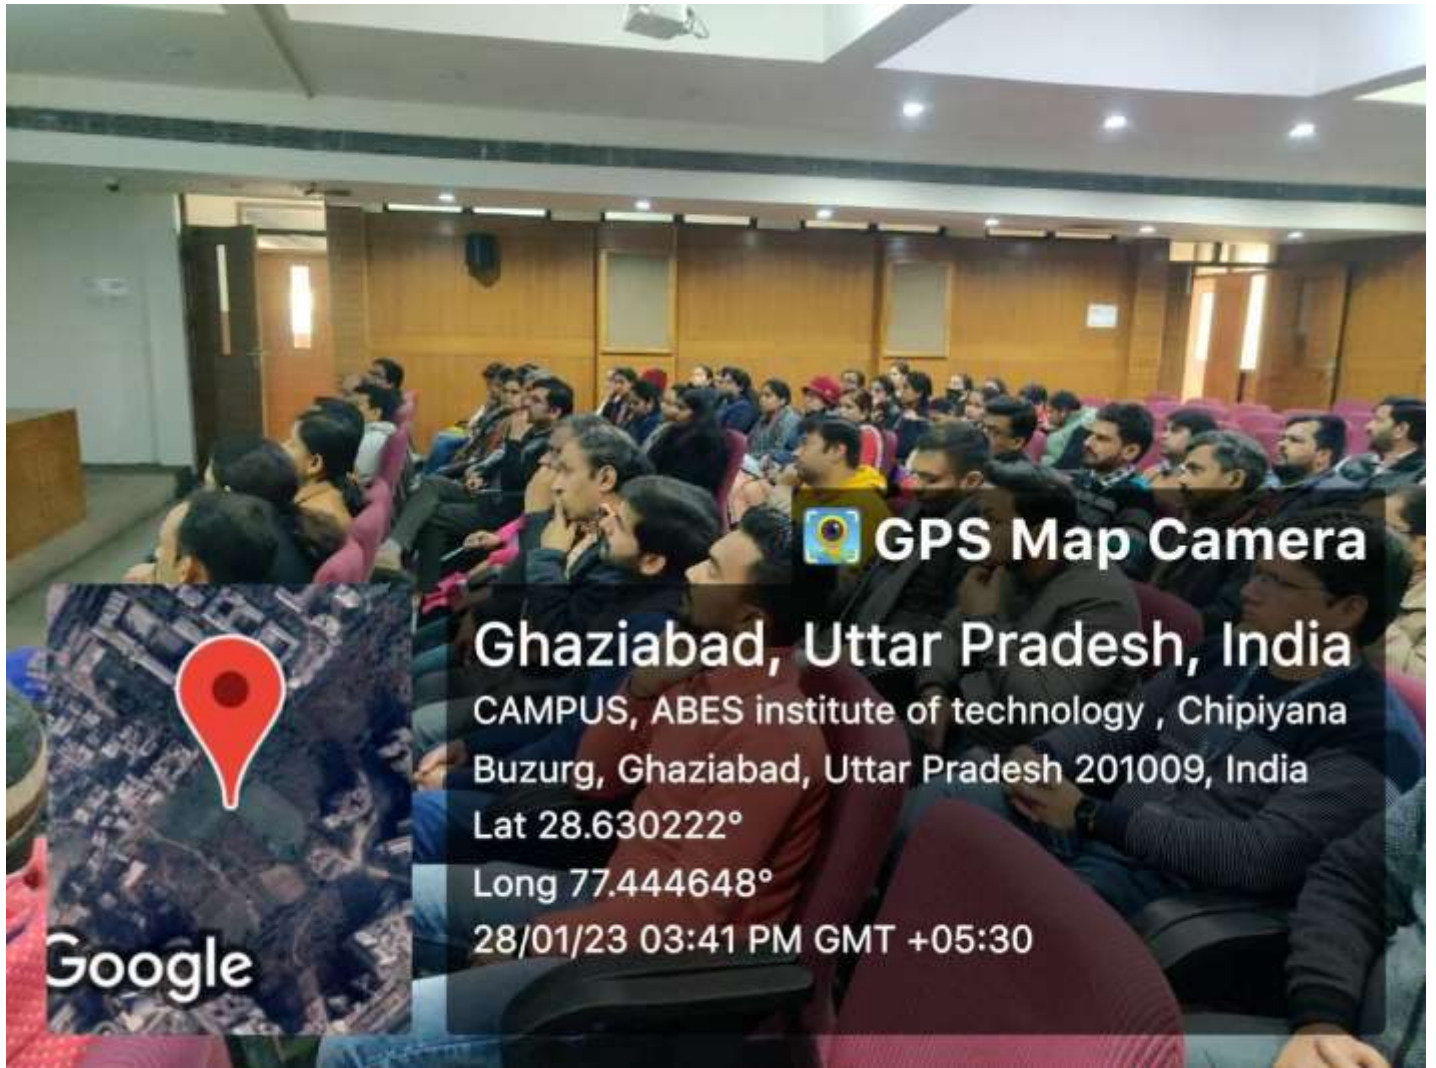 GPS Map Camera
Ghaziabad, Uttar Pradesh, India
CAMPUS, ABES institute of technology , Chipiyana
Buzurg, Ghaziabad, Uttar Pradesh 201009, India
Lat 28.630222°
Long 77.444648°
28/01/23 03:41 PM GMT +05:30
Google